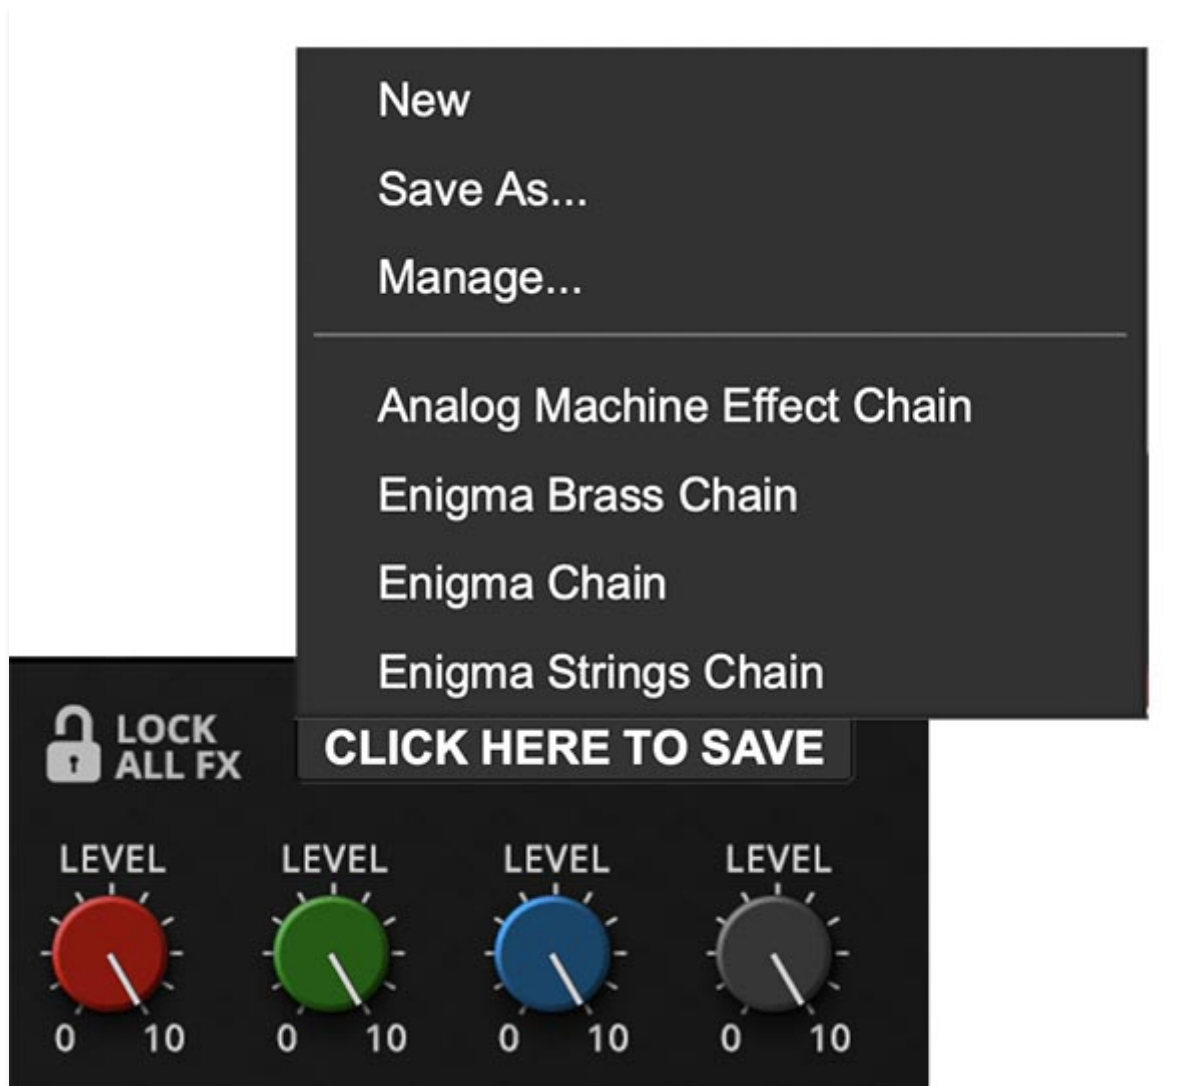 New
Save As...
Manage...
Analog Machine Effect Chain
Enigma Brass Chain
Enigma Chain
Enigma Strings Chain
LOCK
ALL FX
CLICK HERE TO SAVE
LEVEL LEVEL LEVEL LEVEL
0 10 0 10 0 10 0 10